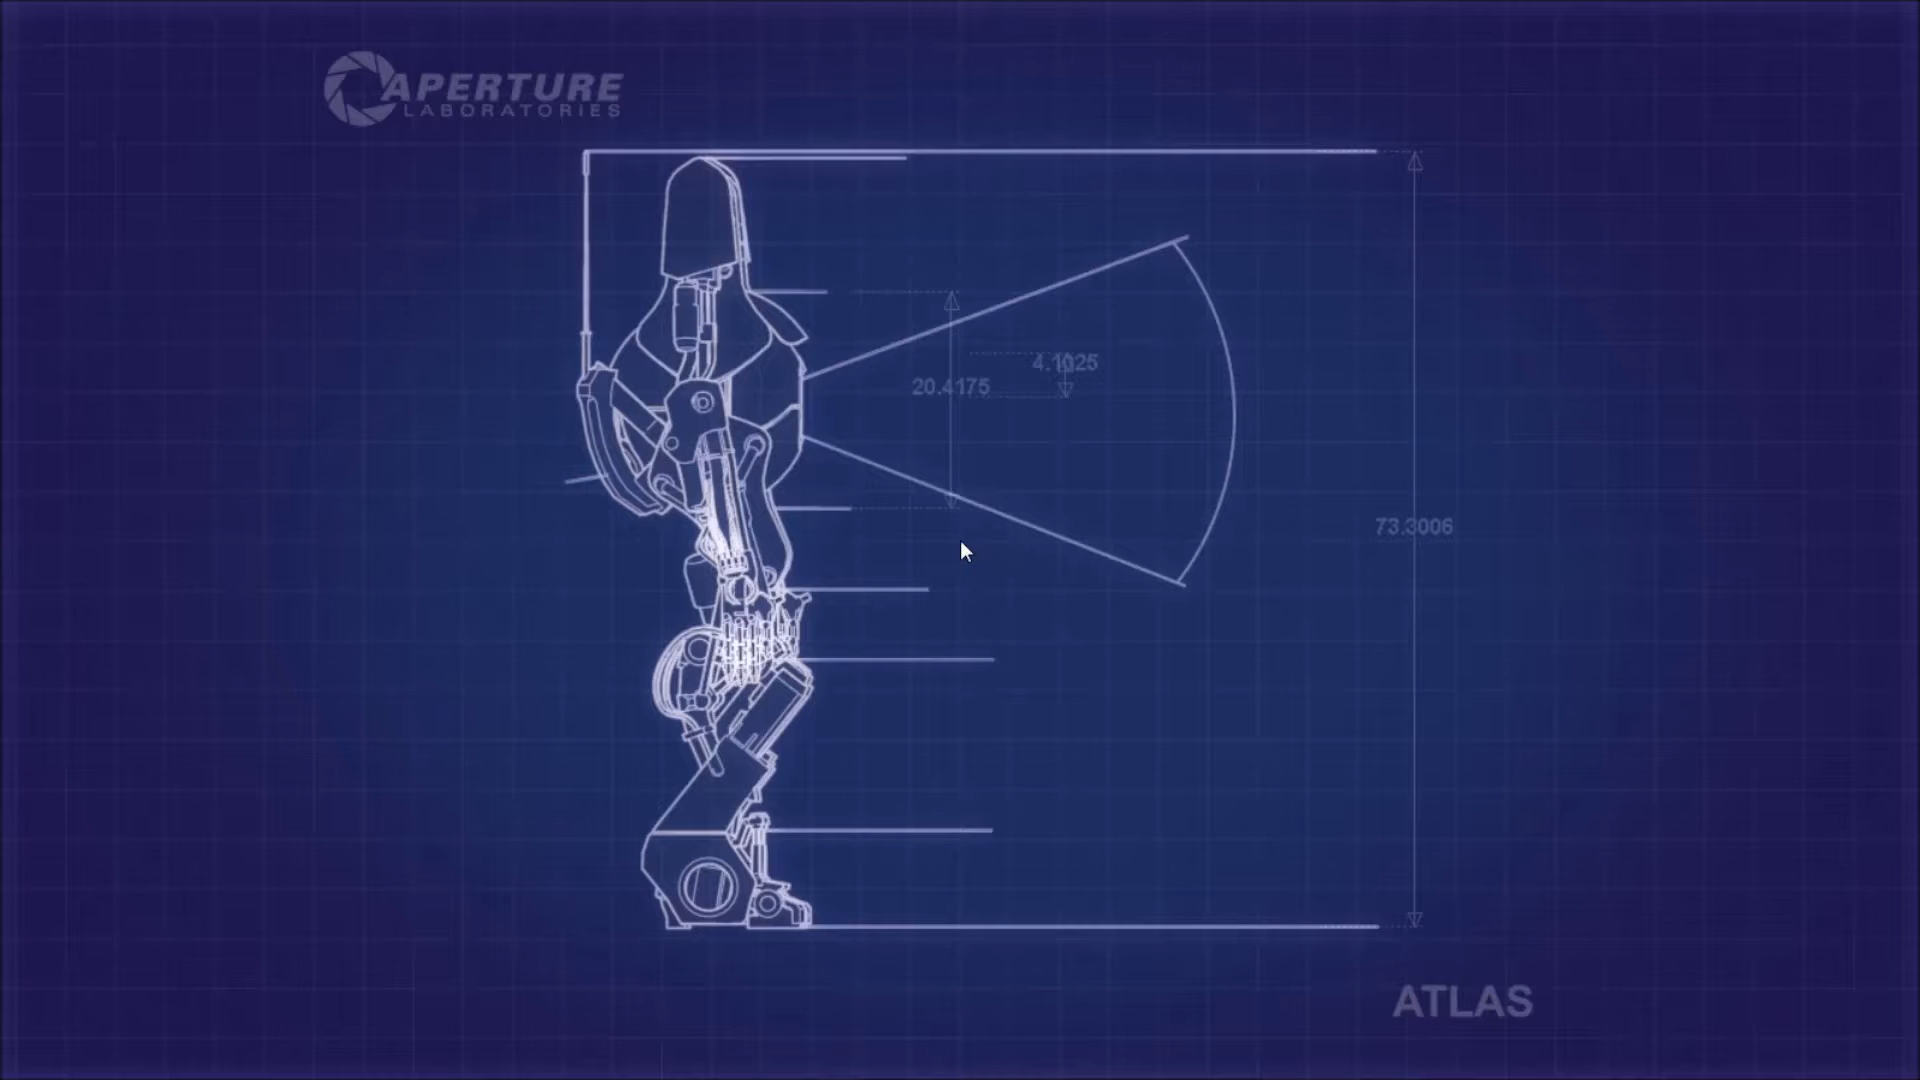 APERTURE
LABORATORIES
4.1025
20.4175
73.3006
ATLAS